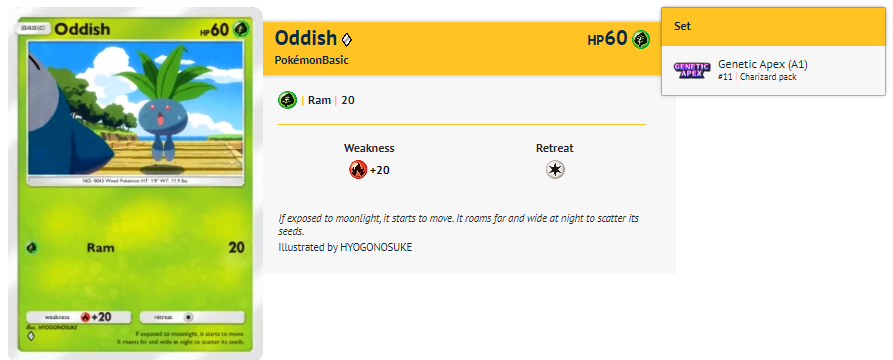 BASIC Oddish HP60
NO. 0043 Weed Pokémon HT: 1'8" WT: 11.9 lbs.
Ram 20
weakness +20 retreat
illus. HYOGONOSUKE
If exposed to moonlight, it starts to move.
It roams far and wide at night to scatter its seeds.
Oddish HP60
PokémonBasic
| Ram | 20
Weakness Retreat
+20
If exposed to moonlight, it starts to move. It roams far and wide at night to scatter its
seeds.
Illustrated by HYOGONOSUKE
Set
GENETIC APEX
Genetic Apex (A1)
#11 | Charizard pack